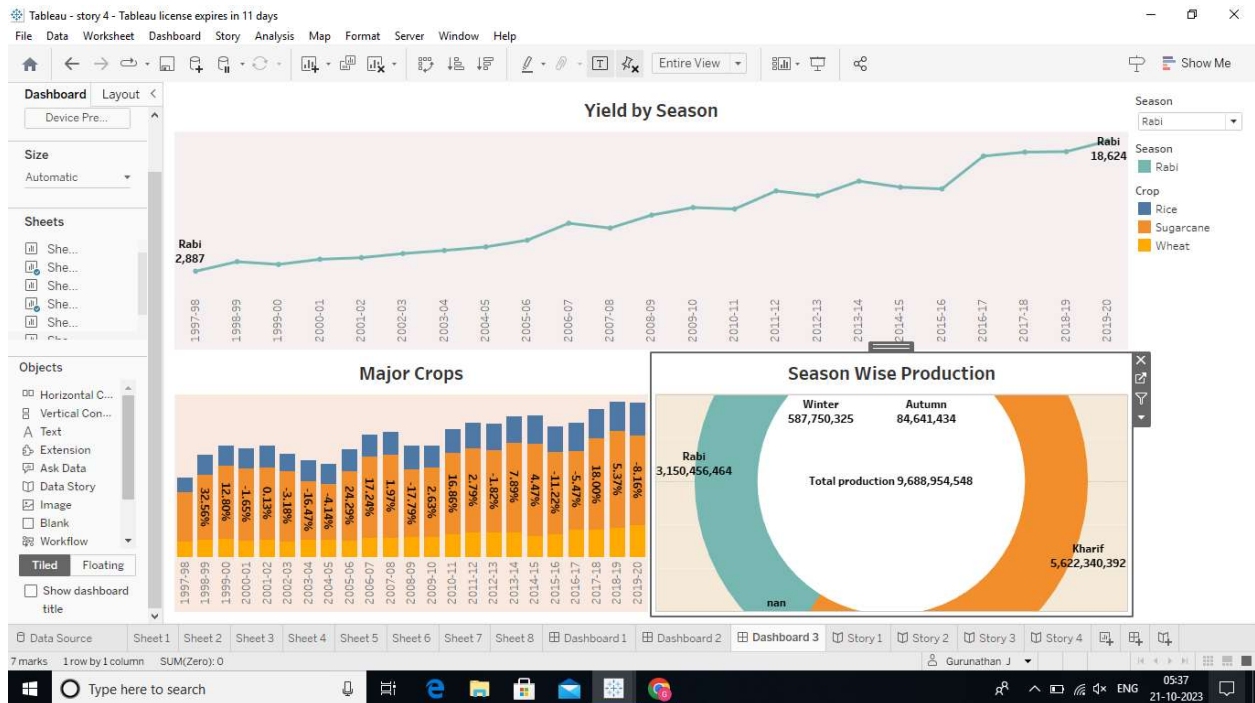 Tableau - story 4 - Tableau license expires in 11 days
File Data Worksheet Dashboard Story Analysis Map Format Server Window Help
Entire View
Show Me
Dashboard Layout
Device Pre...
Size
Automatic
Sheets
She...
She...
She...
She...
She...
Objects
Horizontal C...
Vertical Con...
A Text
Extension
Ask Data
Data Story
Image
Blank
Workflow
Tiled Floating
Show dashboard
title
Yield by Season
Rabi
2,887
Rabi
18,624
1997-98 1998-99 1999-00 2000-01 2001-02 2002-03 2003-04 2004-05 2005-06 2006-07 2007-08 2008-09 2009-10 2010-11 2011-12 2012-13 2013-14 2014-15 2015-16 2016-17 2017-18 2018-19 2019-20
Season
Rabi
Season
Rabi
Crop
Rice
Sugarcane
Wheat
Major Crops
32.56% 12.80% -1.65% 0.13% -3.18% -16.47% -4.14% 24.29% 17.24% 1.97% -17.79% 2.63% 16.86% 2.79% -1.82% 7.89% 4.47% -11.22% -5.47% 18.00% 5.37% -8.16%
1997-98 1998-99 1999-00 2000-01 2001-02 2002-03 2003-04 2004-05 2005-06 2006-07 2007-08 2008-09 2009-10 2010-11 2011-12 2012-13 2013-14 2014-15 2015-16 2016-17 2017-18 2018-19 2019-20
Season Wise Production
Winter
587,750,325
Autumn
84,641,434
Rabi
3,150,456,464
Total production 9,688,954,548
Kharif
5,622,340,392
nan
Data Source Sheet 1 Sheet 2 Sheet 3 Sheet 4 Sheet 5 Sheet 6 Sheet 7 Sheet 8 Dashboard 1 Dashboard 2 Dashboard 3 Story 1 Story 2 Story 3 Story 4
7 marks 1 row by 1 column SUM(Zero): 0
Gurunathan J
Type here to search
ENG
05:37
21-10-2023